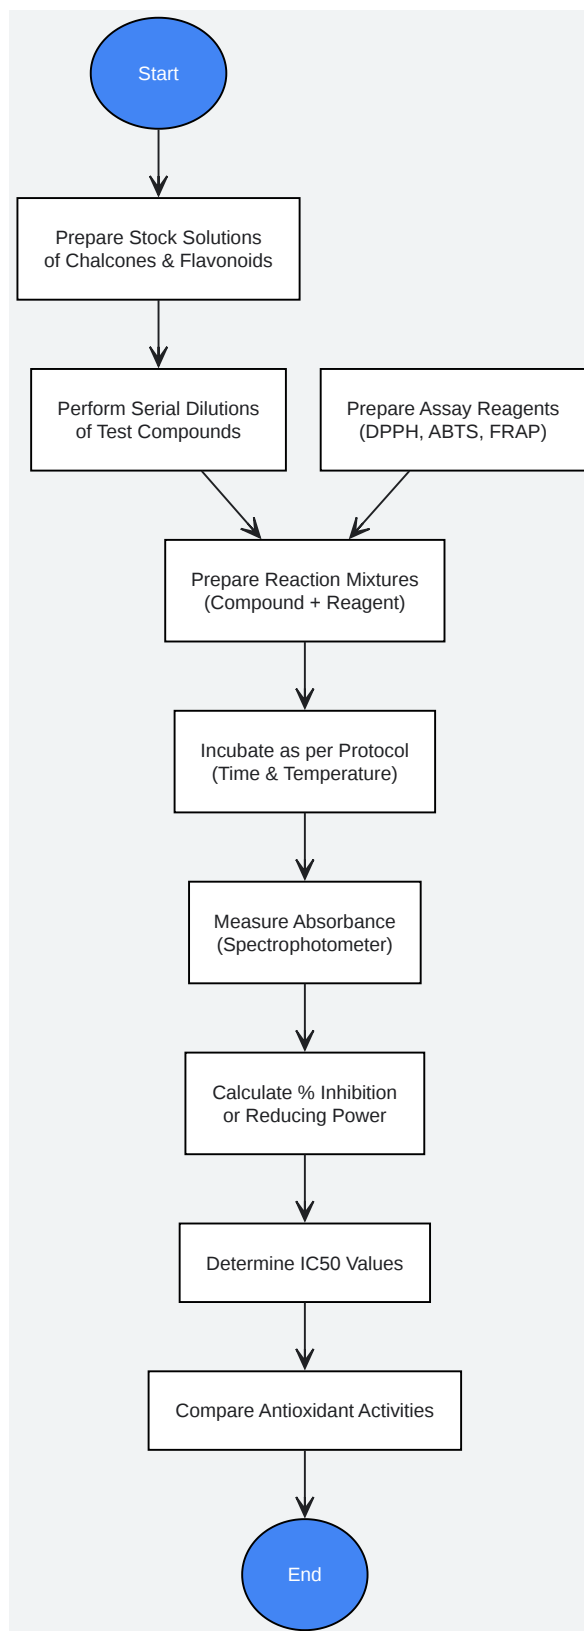 Start
Prepare Stock Solutions
of Chalcones & Flavonoids
Perform Serial Dilutions
of Test Compounds
Prepare Assay Reagents
(DPPH, ABTS, FRAP)
Prepare Reaction Mixtures
(Compound + Reagent)
Incubate as per Protocol
(Time & Temperature)
Measure Absorbance
(Spectrophotometer)
Calculate % Inhibition
or Reducing Power
Determine IC50 Values
Compare Antioxidant Activities
End